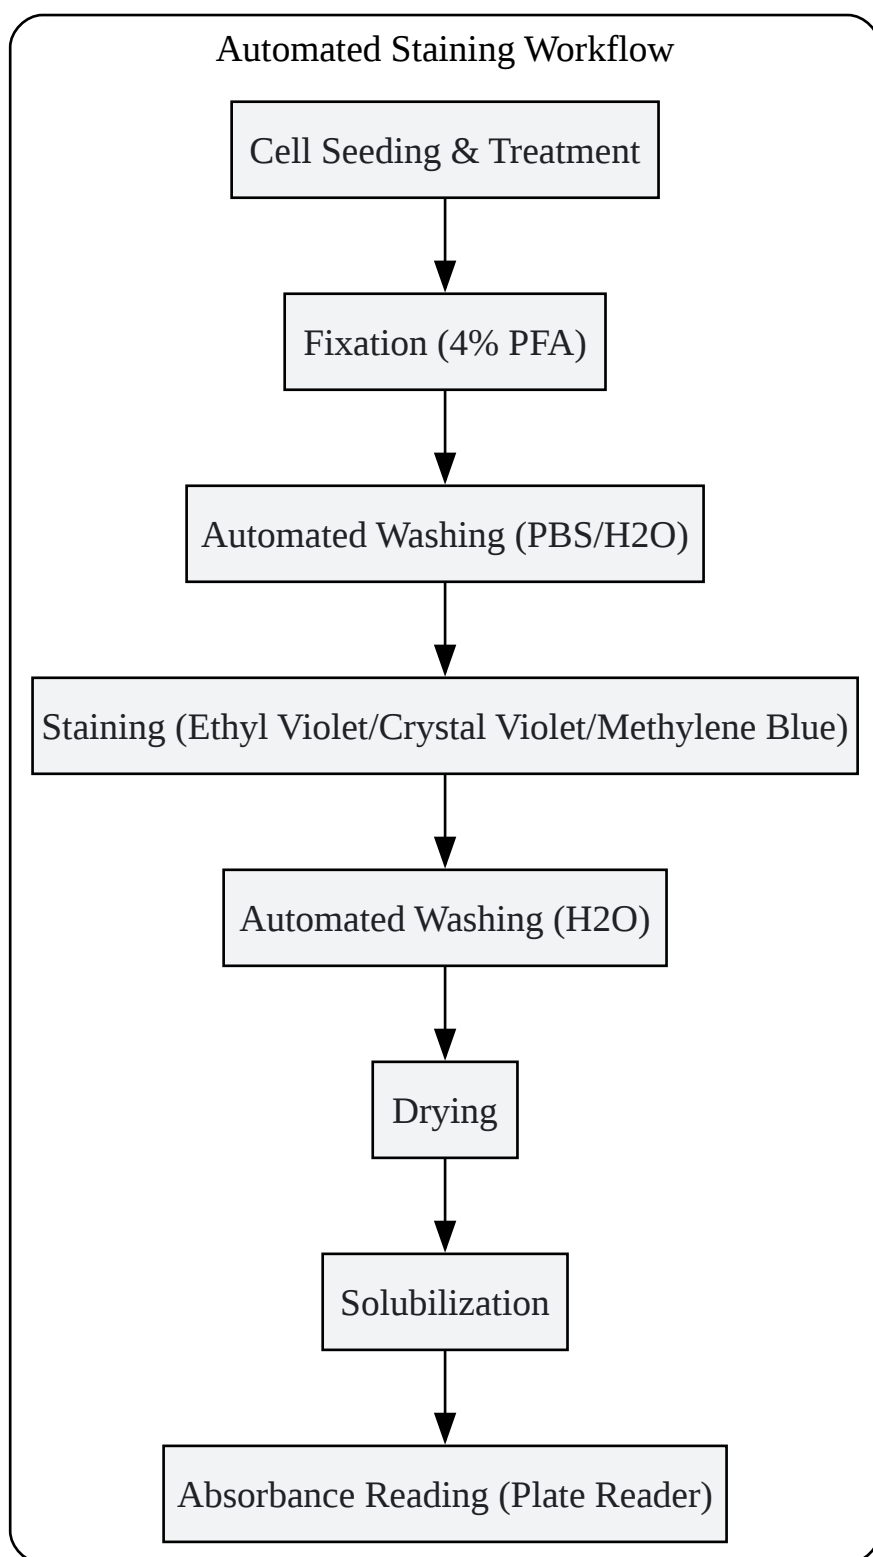 Automated Staining Workflow
Cell Seeding & Treatment
Fixation (4% PFA)
Automated Washing (PBS/H2O)
Staining (Ethyl Violet/Crystal Violet/Methylene Blue)
Automated Washing (H2O)
Drying
Solubilization
Absorbance Reading (Plate Reader)